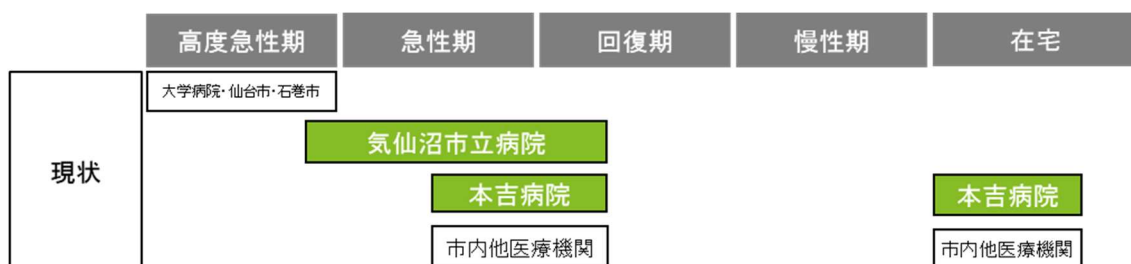 高度急性期
急性期
回復期
慢性期
在宅
現状
大学病院・仙台市・石巻市
気仙沼市立病院
本吉病院
本吉病院
市内他医療機関
市内他医療機関